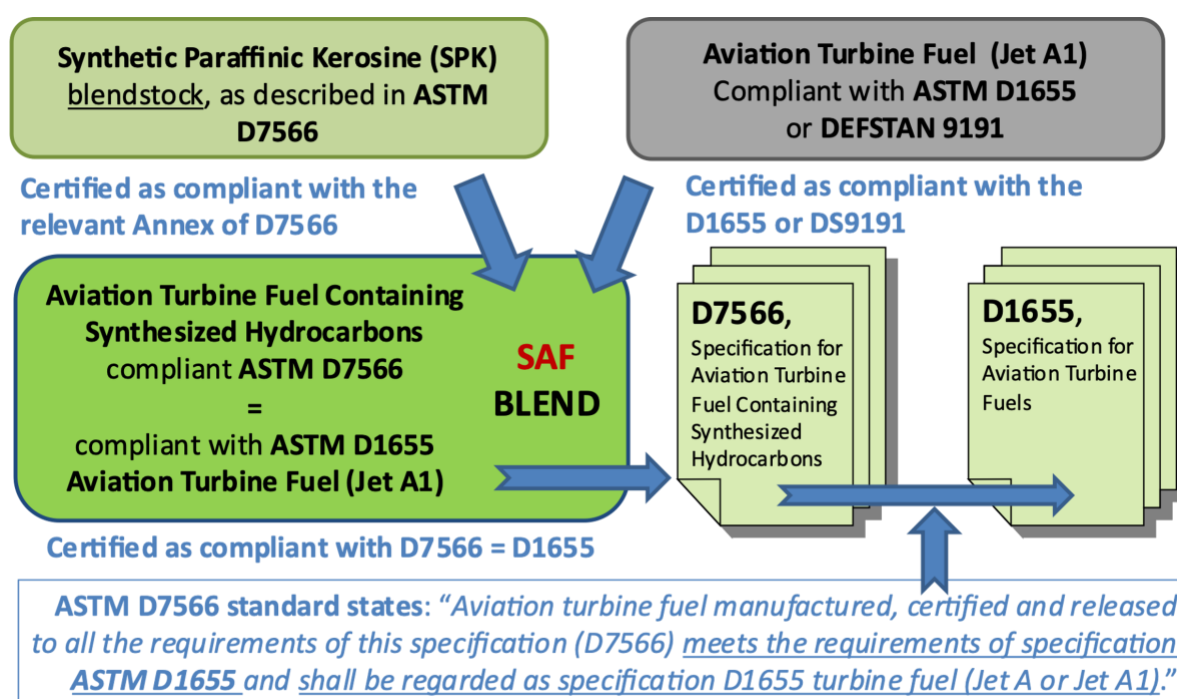 Synthetic Paraffinic Kerosine (SPK)
blendstock, as described in ASTM
D7566
Aviation Turbine Fuel (Jet A1)
Compliant with ASTM D1655
or DEFSTAN 9191
Certified as compliant with the
relevant Annex of D7566
Certified as compliant with the
D1655 or DS9191
Aviation Turbine Fuel Containing
Synthesized Hydrocarbons
compliant ASTM D7566
=
compliant with ASTM D1655
Aviation Turbine Fuel (Jet A1)
SAF
BLEND
D7566,
Specification for
Aviation Turbine
Fuel Containing
Synthesized
Hydrocarbons
D1655,
Specification for
Aviation Turbine
Fuels
Certified as compliant with D7566 = D1655
ASTM D7566 standard states: “Aviation turbine fuel manufactured, certified and released
to all the requirements of this specification (D7566) meets the requirements of specification
ASTM D1655 and shall be regarded as specification D1655 turbine fuel (Jet A or Jet A1).”